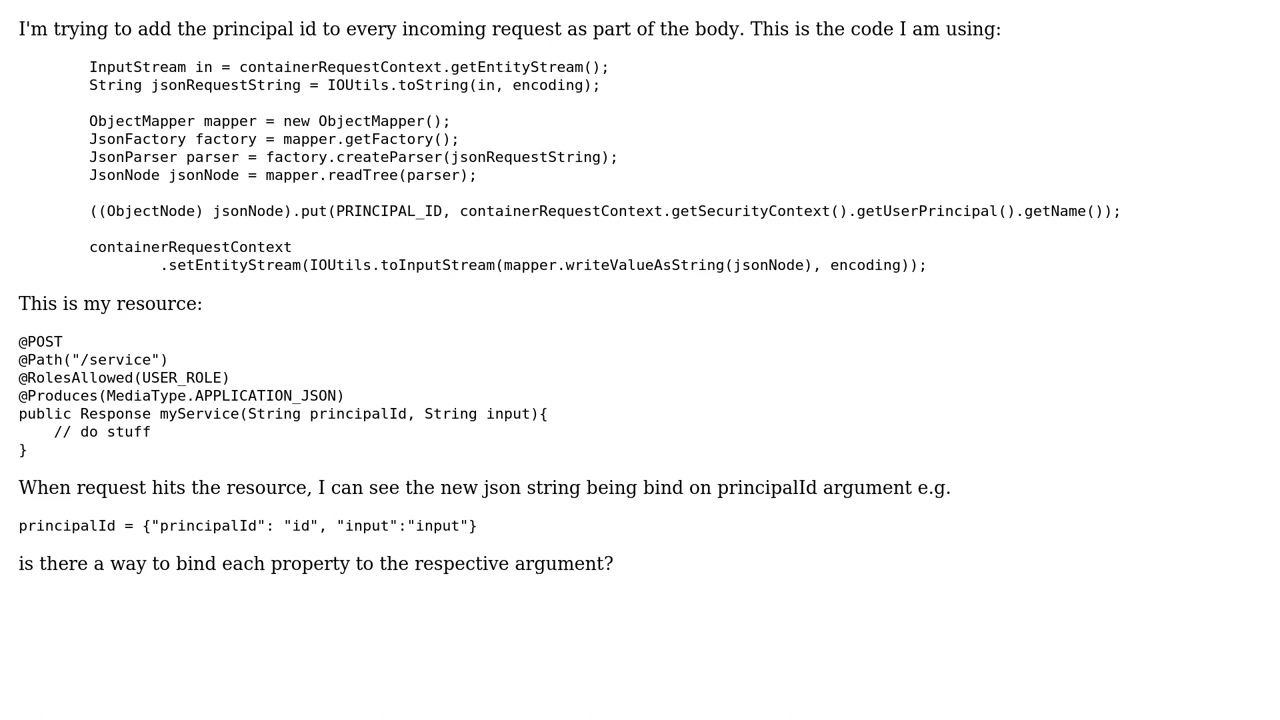 I'm trying to add the principal id to every incoming request as part of the body. This is the code I am using:
InputStream in = containerRequestContext.getEntityStream();
String jsonRequestString = IOUtils.toString(in, encoding);
ObjectMapper mapper = new ObjectMapper();
JsonFactory factory = mapper.getFactory();
JsonParser parser = factory.createParser(jsonRequestString);
JsonNode jsonNode = mapper.readTree(parser);
((ObjectNode) jsonNode).put(PRINCIPAL_ID, containerRequestContext.getSecurityContext().getUserPrincipal().getName());
containerRequestContext
.setEntityStream(IOUtils.toInputStream(mapper.writeValueAsString(jsonNode), encoding));
This is my resource:
@POST
@Path("/service")
@RolesAllowed(USER_ROLE)
@Produces(MediaType.APPLICATION_JSON)
public Response myService(String principalId, String input){
// do stuff
}
When request hits the resource, I can see the new json string being bind on principalId argument e.g.
principalId = {"principalId": "id", "input":"input"}
is there a way to bind each property to the respective argument?